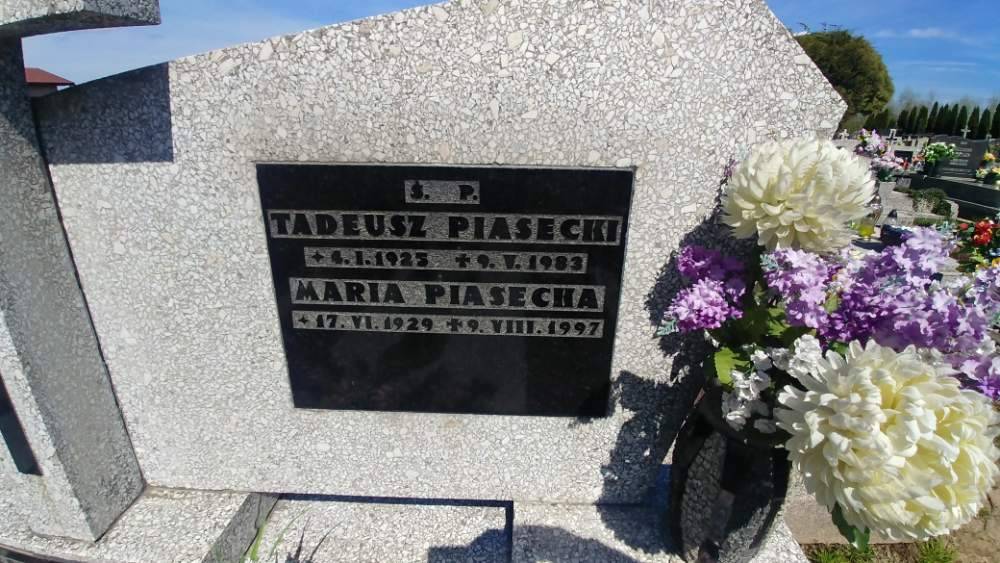 Ś. P.
TADEUSZ PIASECKI
✦ 4. I. 1925 ✝ 9. V. 1983
MARIA PIASECKA
✦ 17. VI. 1929 ✝ 9. VIII. 1997